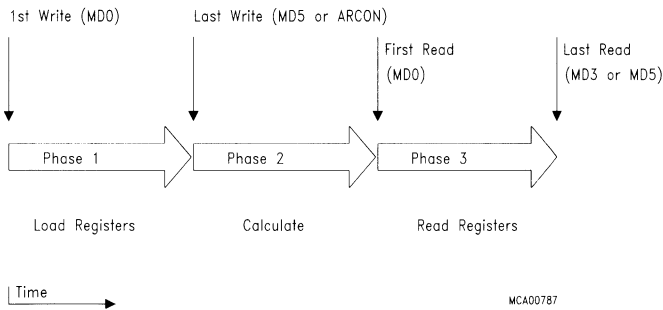 1st Write (MD0)
Last Write (MD5 or ARCON)
First Read
(MD0)
Last Read
(MD3 or MD5)
Phase 1
Phase 2
Phase 3
Load Registers
Calculate
Read Registers
Time
MCA00787